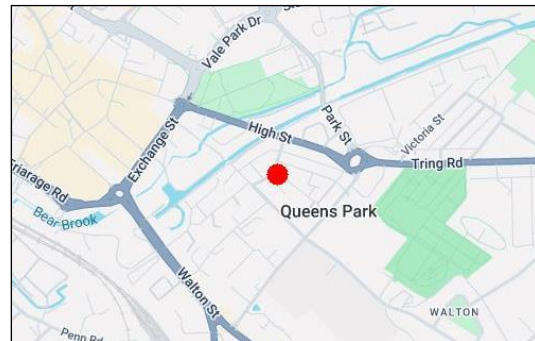 Vale Park Dr
Exchange St
High St
Park St
Victoria St
Tring Rd
Friarage Rd
Bear Brook
Queens Park
Walton St
WALTON
Penn Rd